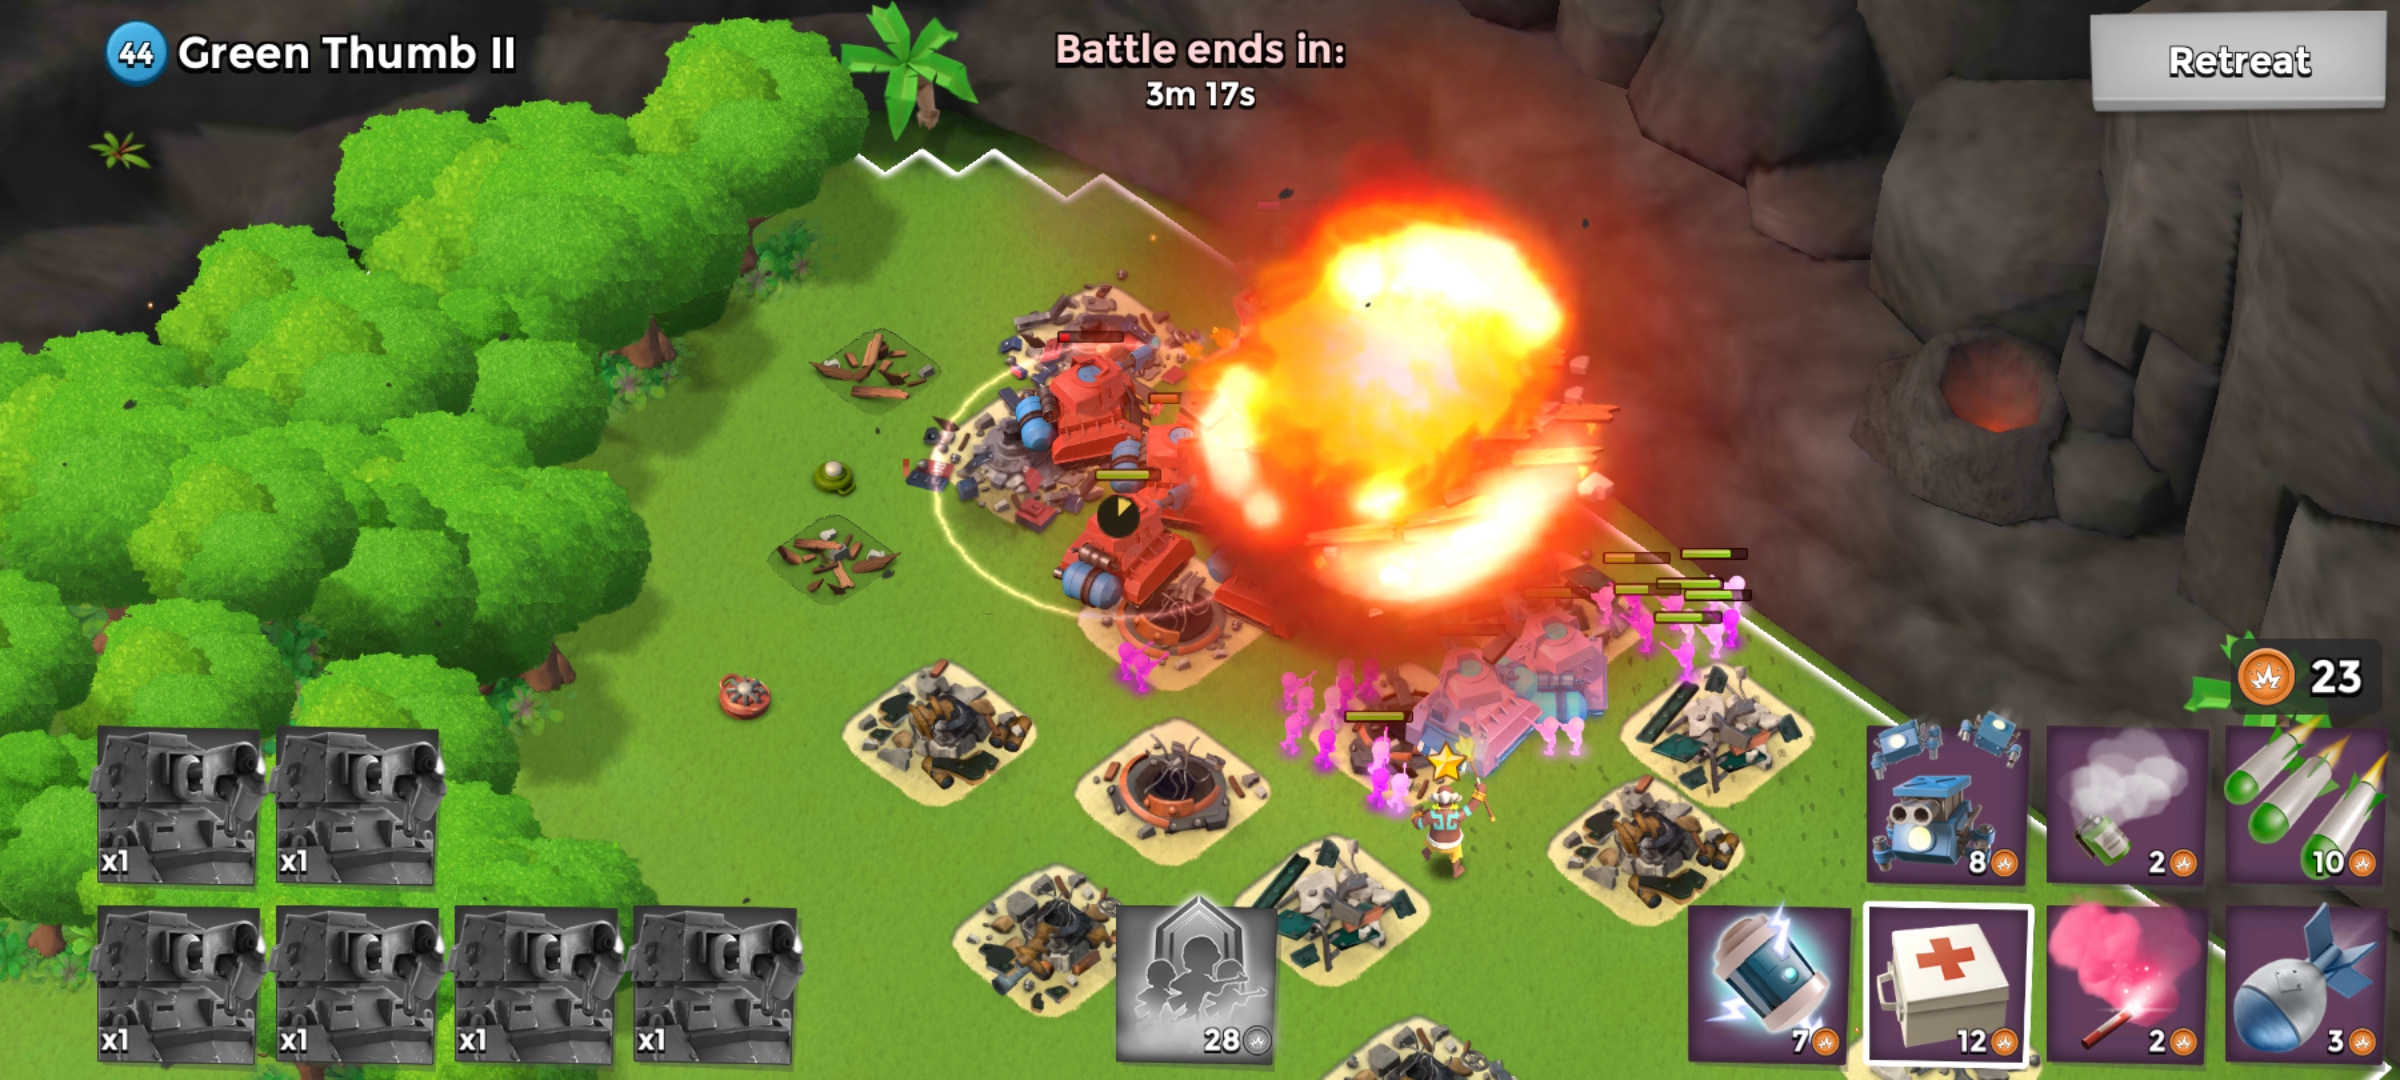 44 Green Thumb II
Battle ends in:
3m 17s
Retreat
23
8
2
10
x1
x1
x1
x1
x1
x1
28
7
12
2
3